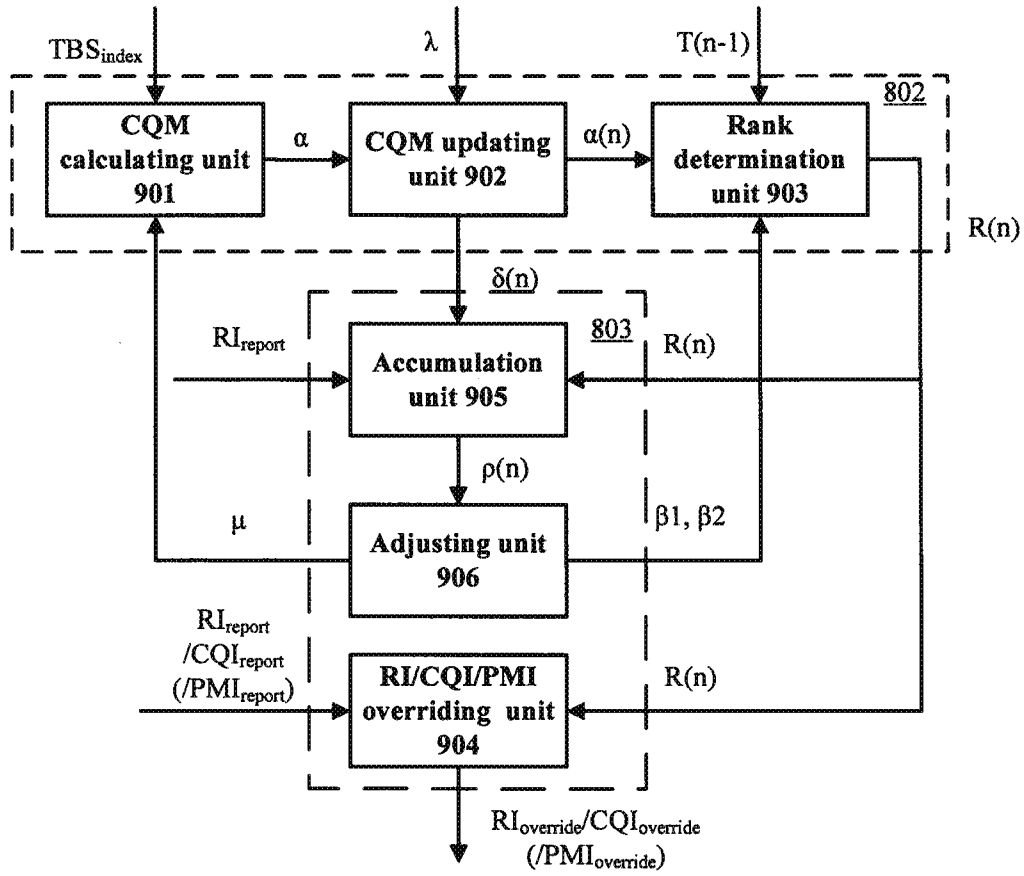 TBSindex
λ
T(n-1)
802
CQM
calculating unit
901
α
CQM updating
unit 902
α(n)
Rank
determination
unit 903
R(n)
δ(n)
803
RIreport
Accumulation
unit 905
R(n)
ρ(n)
μ
Adjusting unit
906
β1, β2
RIreport
/CQIreport
(/PMIreport)
RI/CQI/PMI
overriding unit
904
R(n)
RIoverride/CQIoverride
(/PMIoverride)